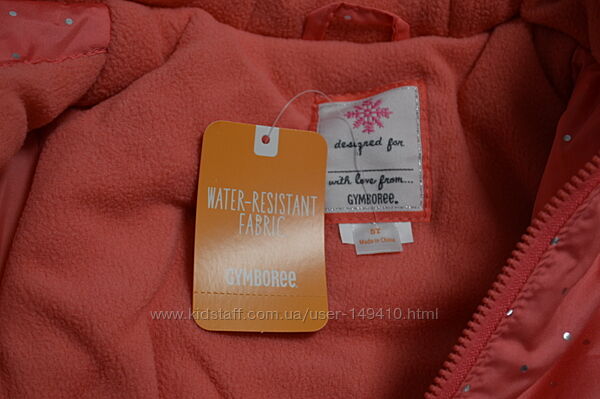 designed for
with love from...
GYMBOREE.
5T
Made in China
WATER-RESISTANT
FABRIC
GYMBOREE.
www.kidstaff.com.ua/user-149410.html